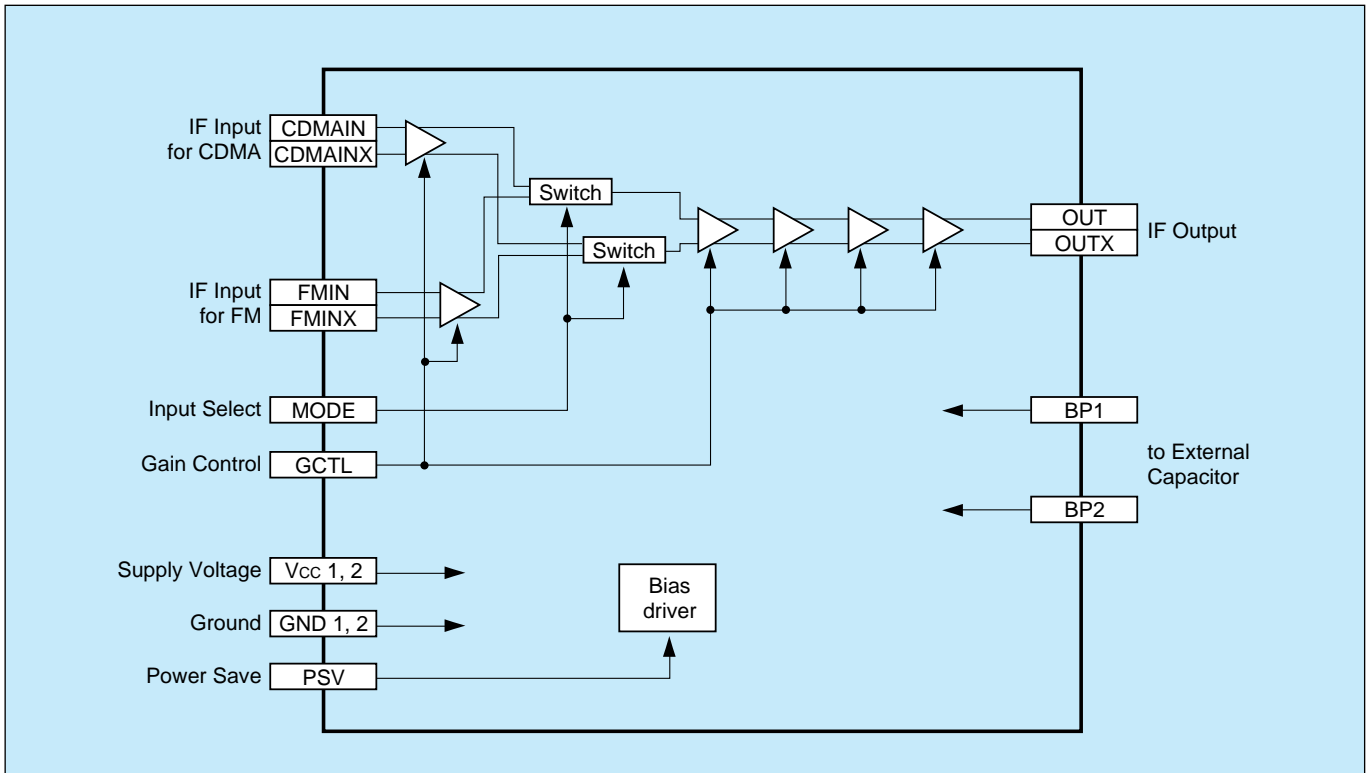 IF Input
for CDMA
CDMAIN
CDMAINX
Switch
Switch
OUT
OUTX
IF Output
IF Input
for FM
FMIN
FMINX
Input Select
MODE
Gain Control
GCTL
BP1
to External
Capacitor
BP2
Supply Voltage
Vcc 1, 2
Ground
GND 1, 2
Power Save
PSV
Bias
driver